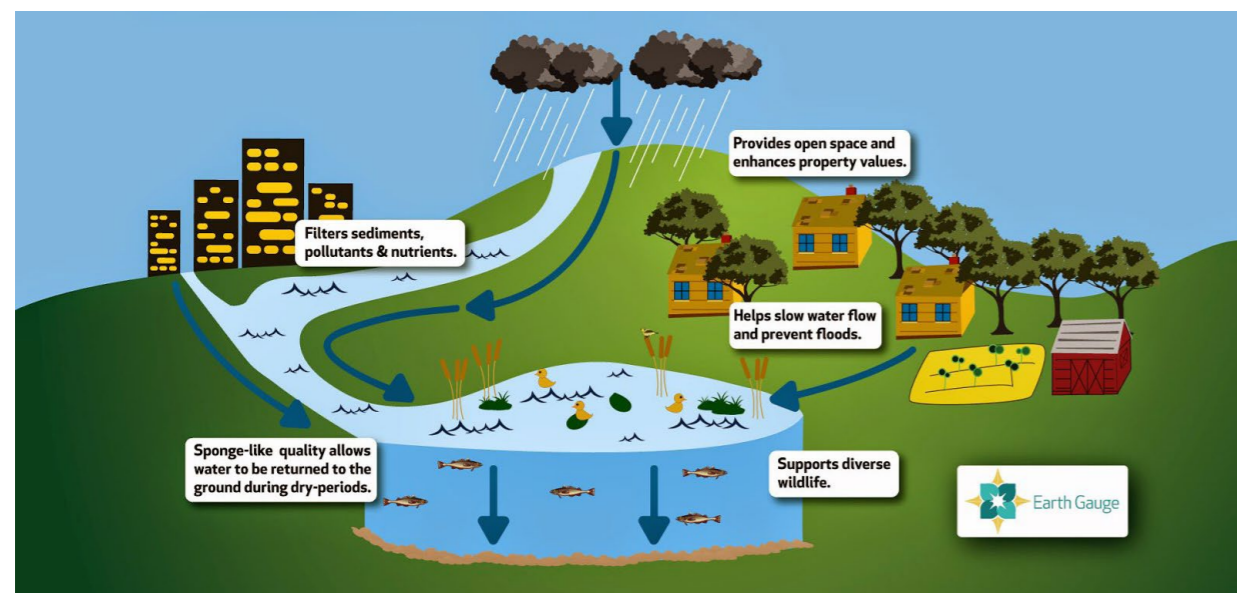 Provides open space and
enhances property values.
Filters sediments,
pollutants & nutrients.
Helps slow water flow
and prevent floods.
Sponge-like quality allows
water to be returned to the
ground during dry-periods.
Supports diverse
wildlife.
Earth Gauge